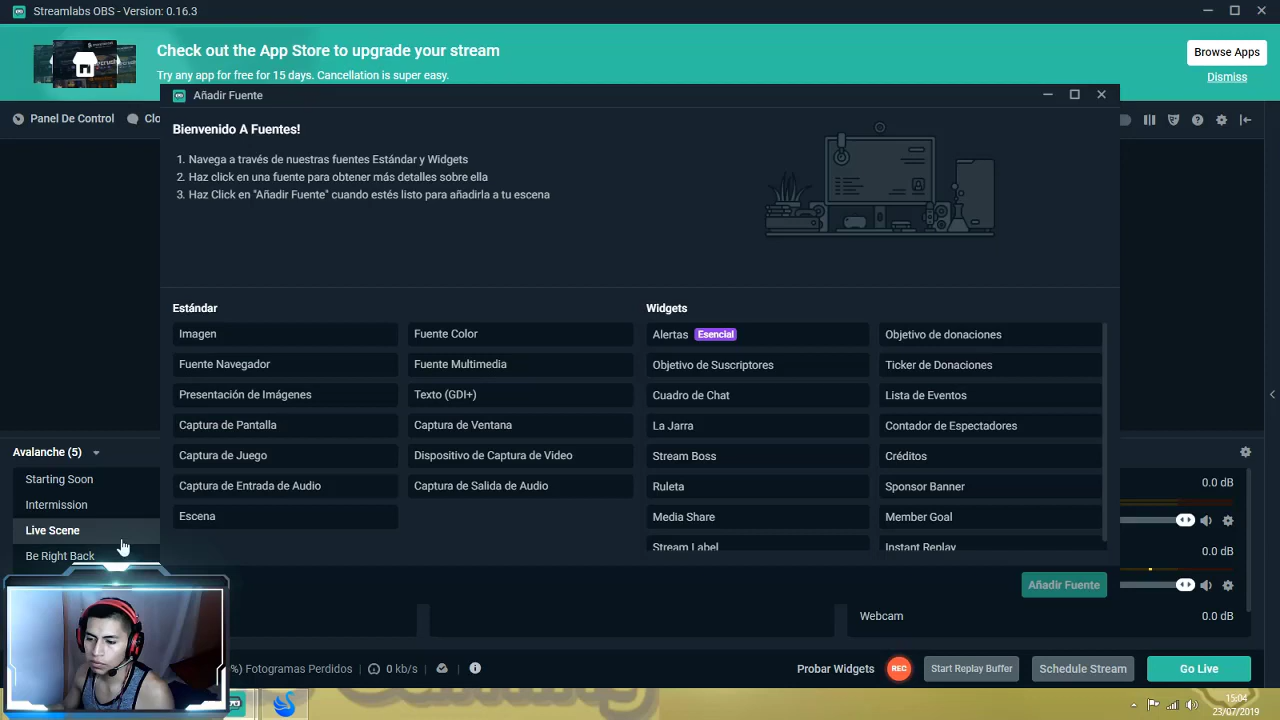 Streamlabs OBS - Version: 0.16.3
Check out the App Store to upgrade your stream
Try any app for free for 15 days. Cancellation is super easy.
Browse Apps
Dismiss
Panel De Control
Clo
Añadir Fuente
Bienvenido A Fuentes!
1. Navega a través de nuestras fuentes Estándar y Widgets
2. Haz click en una fuente para obtener más detalles sobre ella
3. Haz Click en "Añadir Fuente" cuando estés listo para añadirla a tu escena
Estándar
Imagen
Fuente Color
Fuente Navegador
Fuente Multimedia
Presentación de Imágenes
Texto (GDI+)
Captura de Pantalla
Captura de Ventana
Captura de Juego
Dispositivo de Captura de Video
Captura de Entrada de Audio
Captura de Salida de Audio
Escena
Widgets
Alertas Esencial
Objetivo de donaciones
Objetivo de Suscriptores
Ticker de Donaciones
Cuadro de Chat
Lista de Eventos
La Jarra
Contador de Espectadores
Stream Boss
Créditos
Ruleta
Sponsor Banner
Media Share
Member Goal
Stream Label
Instant Replay
Añadir Fuente
Avalanche (5)
Starting Soon
Intermission
Live Scene
Be Right Back
0.0 dB
0.0 dB
Webcam
0.0 dB
%) Fotogramas Perdidos
0 kb/s
Probar Widgets
REC
Start Replay Buffer
Schedule Stream
Go Live
15:04
23/07/2019